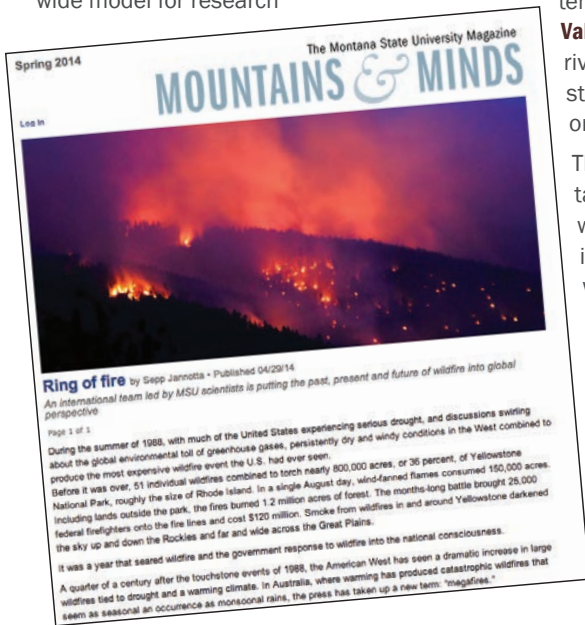 wide model for research
Spring 2014
The Montana State University Magazine
MOUNTAINS & MINDS
Log In
Ring of fire by Sepp Jannotta • Published 04/29/14
An international team led by MSU scientists is putting the past, present and future of wildfire into global
perspective
Page 1 of 1
During the summer of 1988, with much of the United States experiencing serious drought, and discussions swirling
about the global environmental toll of greenhouse gases, persistently dry and windy conditions in the West combined to
produce the most expensive wildfire event the U.S. had ever seen.
Before it was over, 51 individual wildfires combined to torch nearly 800,000 acres, or 36 percent, of Yellowstone
National Park, roughly the size of Rhode Island. In a single August day, wind-fanned flames consumed 150,000 acres.
Including lands outside the park, the fires burned 1.2 million acres of forest. The months-long battle brought 25,000
federal firefighters onto the fire lines and cost $120 million. Smoke from wildfires in and around Yellowstone darkened
the sky up and down the Rockies and far and wide across the Great Plains.
It was a year that seared wildfire and the government response to wildfire into the national consciousness.
A quarter of a century after the touchstone events of 1988, the American West has seen a dramatic increase in large
wildfires tied to drought and a warming climate. In Australia, where warming has produced catastrophic wildfires that
seem as seasonal an occurrence as monsoonal rains, the press has taken up a new term: "megafires."